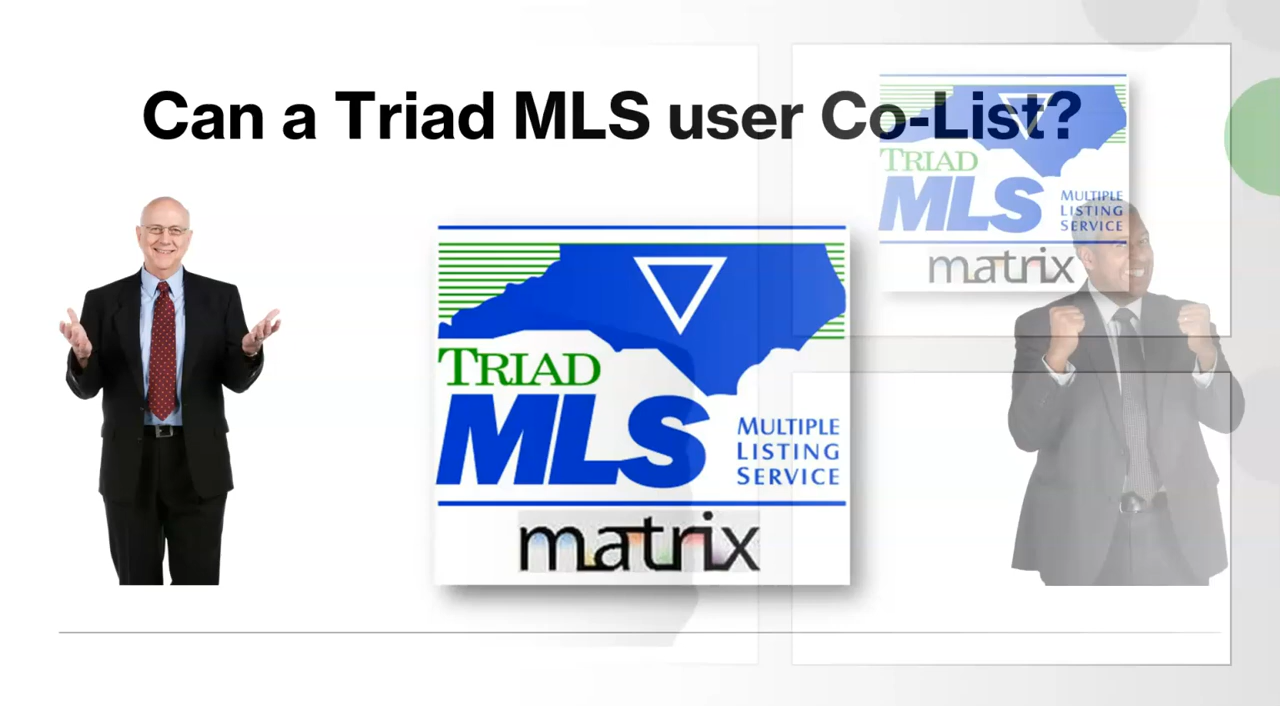 Can a Triad MLS user Co-List?
TRIAD
MLS
MULTIPLE
LISTING
SERVICE
matrix
TRIAD
MLS
MULTIPLE
LISTING
SERVICE
matrix